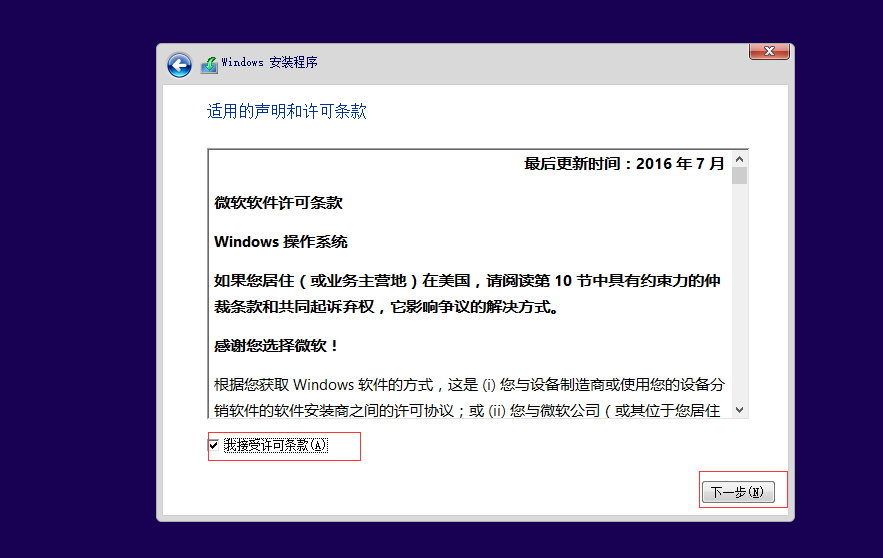 Windows 安装程序
适用的声明和许可条款
最后更新时间：2016 年 7 月
微软软件许可条款
Windows 操作系统
如果您居住（或业务主营地）在美国，请阅读第 10 节中具有约束力的仲
裁条款和共同起诉弃权，它影响争议的解决方式。
感谢您选择微软！
根据您获取 Windows 软件的方式，这是 (i) 您与设备制造商或使用您的设备分
销软件的软件安装商之间的许可协议；或 (ii) 您与微软公司（或其位于您居住
我接受许可条款(A)
下一步(N)